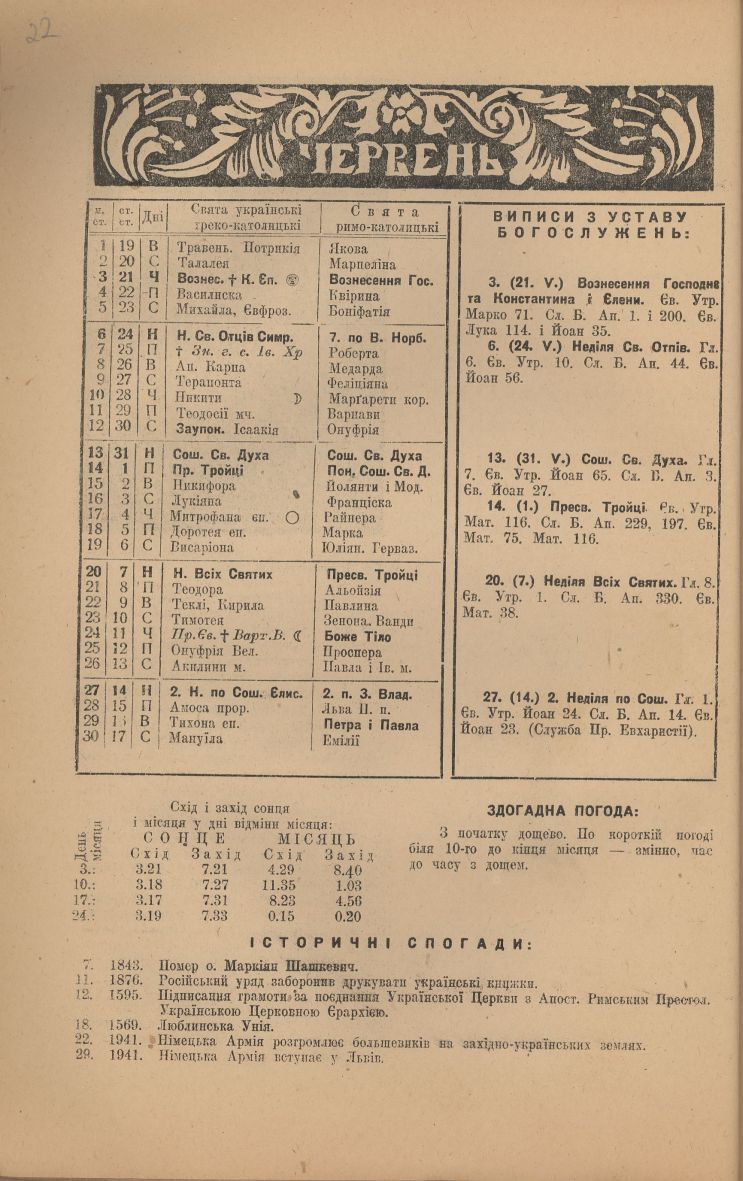 22
ЧЕРВЕНЬ
н. ст. | ст. ст. | Дні | Свята українські греко-католицькі | Свята римо-католицькі
1 19 В Травень. Патрикія Якова
2 20 С Талалея Марцеліна
3 21 Ч Вознес. † К. Єп. Вознесення Гос.
4 22 П Василиска Квірина
5 23 С Михаїла, Євфроз. Боніфатія
6 24 Н Н. Св. Отців Симр. 7. по В. Норб.
7 25 П † Зн. г. с. Ів. Хр Роберта
8 26 В Ап. Карпа Медарда
9 27 С Терапонта Феліціяна
10 28 Ч Никити ☽ Марґарети кор.
11 29 П Теодосії мч. Варнави
12 30 С Заупок. Ісаакія Онуфрія
13 31 Н Сош. Св. Духа Сош. Св. Духа
14 1 П Пр. Тройці Пон. Сош. Св. Д.
15 2 В Никифора Йолянти і Мод.
16 3 С Лукіяна Франціска
17 4 Ч Митрофана єп. ○ Райнера
18 5 П Доротея еп. Марка
19 6 С Висаріона Юліян. Герваз.
20 7 Н Н. Всіх Святих Пресв. Тройці
21 8 П Теодора Альойзія
22 9 В Теклі, Кирила Павлина
23 10 С Тимотея Зенона. Ванди
24 11 Ч Пр. Єв. † Варт. В. ☾ Боже Тіло
25 12 П Онуфрія Вел. Проспера
26 13 С Акилини м. Павла і Ів. м.
27 14 Н 2. Н. по Сош. Єлис. 2. п. З. Влад.
28 15 П Амоса прор. Льва II. п.
29 16 В Тихона еп. Петра і Павла
30 17 С Мануїла Емілії
ВИПИСИ З УСТАВУ
БОГОСЛУЖЕНЬ:
3. (21. V.) Вознесення Господнє
та Константина і Єлени. Єв. Утр.
Марко 71. Сл. Б. Ап. 1. і 200. Єв.
Лука 114. і Йоан 35.
6. (24. V.) Неділя Св. Отців. Гл.
6. Єв. Утр. 10. Сл. Б. Ап. 44. Єв.
Йоан 56.
13. (31. V.) Сош. Св. Духа. Гл.
7. Єв. Утр. Йоан 65. Сл. Б. Ап. 3.
Єв. Йоан 27.
14. (1.) Пресв. Тройці. Єв. Утр.
Мат. 116. Сл. Б. Ап. 229, 197. Єв.
Мат. 75. Мат. 116.
20. (7.) Неділя Всіх Святих. Гл. 8.
Єв. Утр. 1. Сл. Б. Ап. 330. Єв.
Мат. 38.
27. (14.) 2. Неділя по Сош. Гл. 1.
Єв. Утр. Йоан 24. Сл. Б. Ап. 14. Єв.
Йоан 23. (Служба Пр. Евхаристії).
Схід і захід сонця
і місяця у дні відміни місяця:
День місяця
СОНЦЕ МІСЯЦЬ
Схід Захід Схід Захід
3.: 3.21 7.21 4.29 8.40
10.: 3.18 7.27 11.35 1.03
17.: 3.17 7.31 8.23 4.56
24.: 3.19 7.33 0.15 0.20
ЗДОГАДНА ПОГОДА:
З початку дощево. По короткій погоді
біля 10-го до кінця місяця — змінно, час
до часу з дощем.
ІСТОРИЧНІ СПОГАДИ:
7. 1843. Помер о. Маркіян Шашкевич.
11. 1876. Російський уряд заборонив друкувати українські книжки.
12. 1595. Підписання грамоти за поєднання Української Церкви з Апост. Римським Престол.
Українською Церковною Єрархією.
18. 1569. Люблинська Унія.
22. 1941. Німецька Армія розгромлює большевиків на західно-українських землях.
29. 1941. Німецька Армія вступає у Львів.